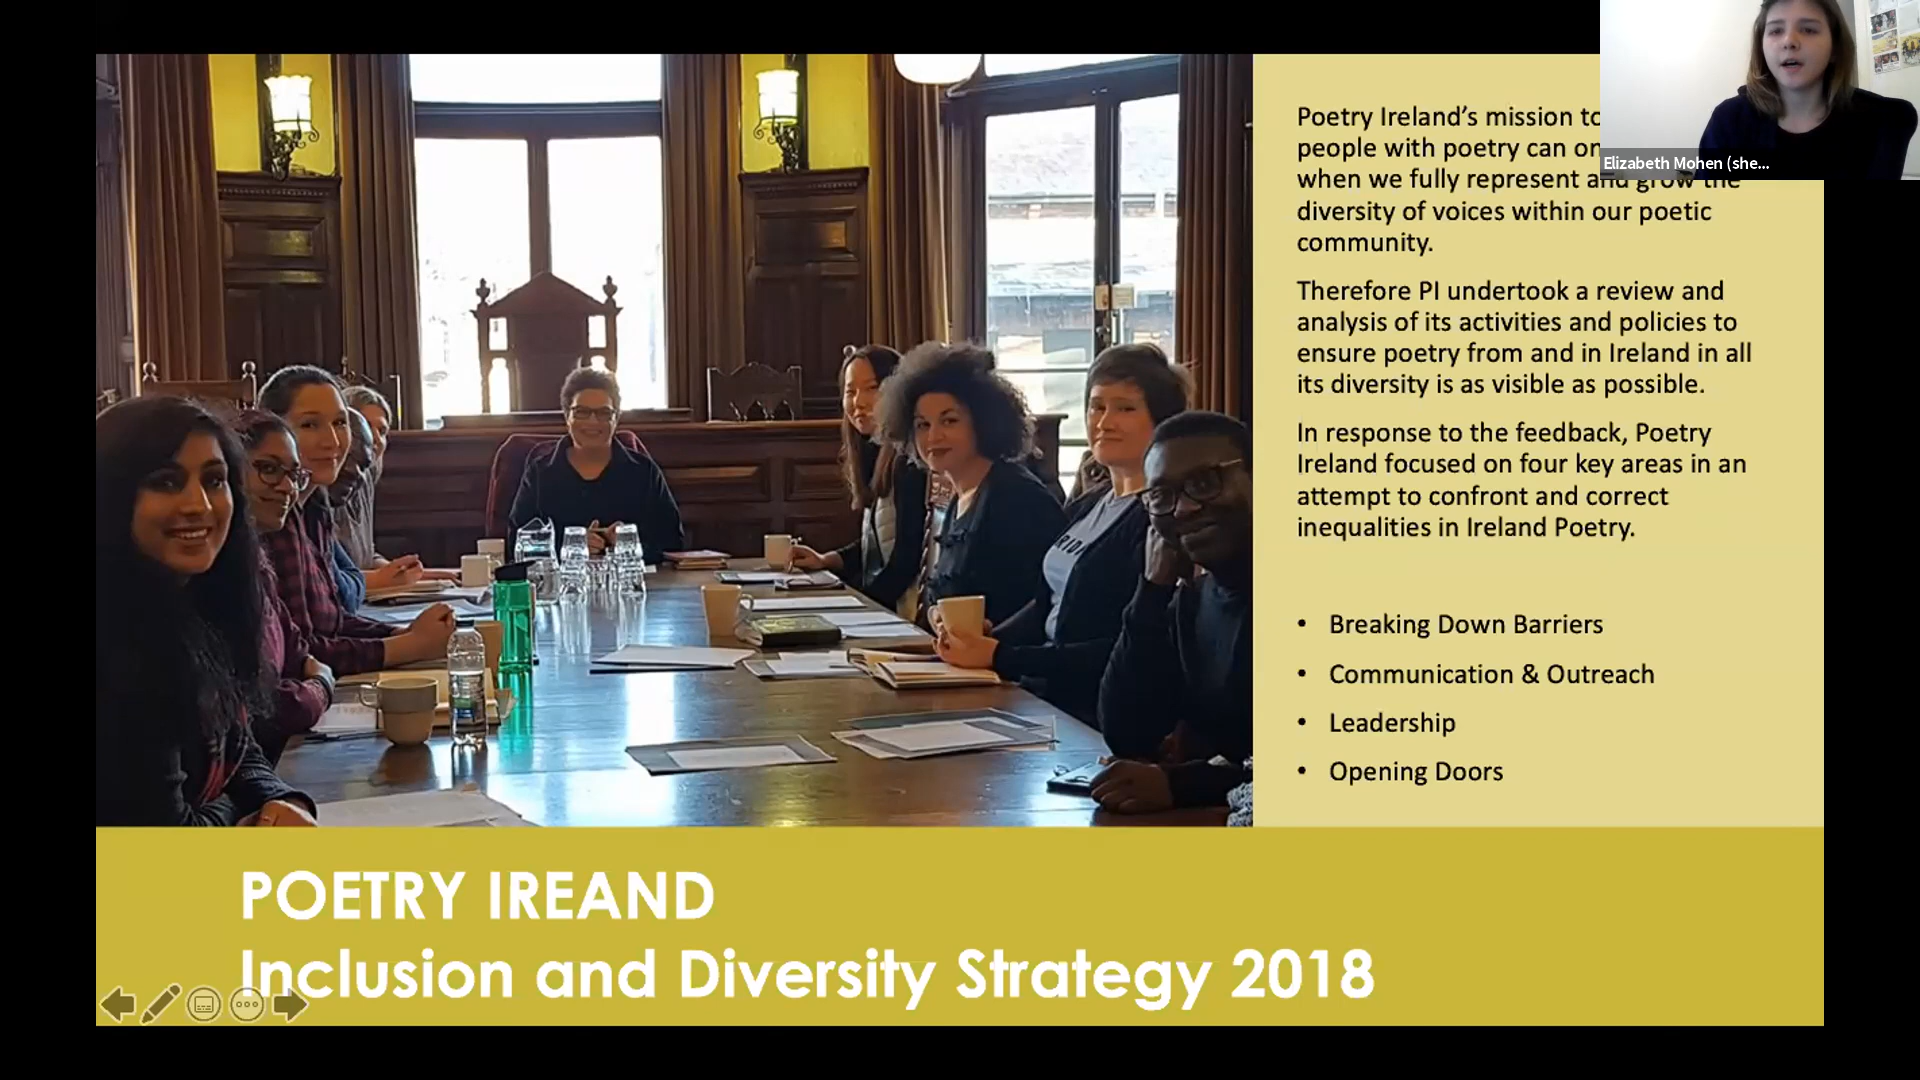 Poetry Ireland's mission to
people with poetry can on
when we fully represent and grow the
diversity of voices within our poetic
community.
Therefore PI undertook a review and
analysis of its activities and policies to
ensure poetry from and in Ireland in all
its diversity is as visible as possible.
In response to the feedback, Poetry
Ireland focused on four key areas in an
attempt to confront and correct
inequalities in Ireland Poetry.
• Breaking Down Barriers
• Communication & Outreach
• Leadership
• Opening Doors
Elizabeth Mohen (she...
POETRY IREAND
Inclusion and Diversity Strategy 2018